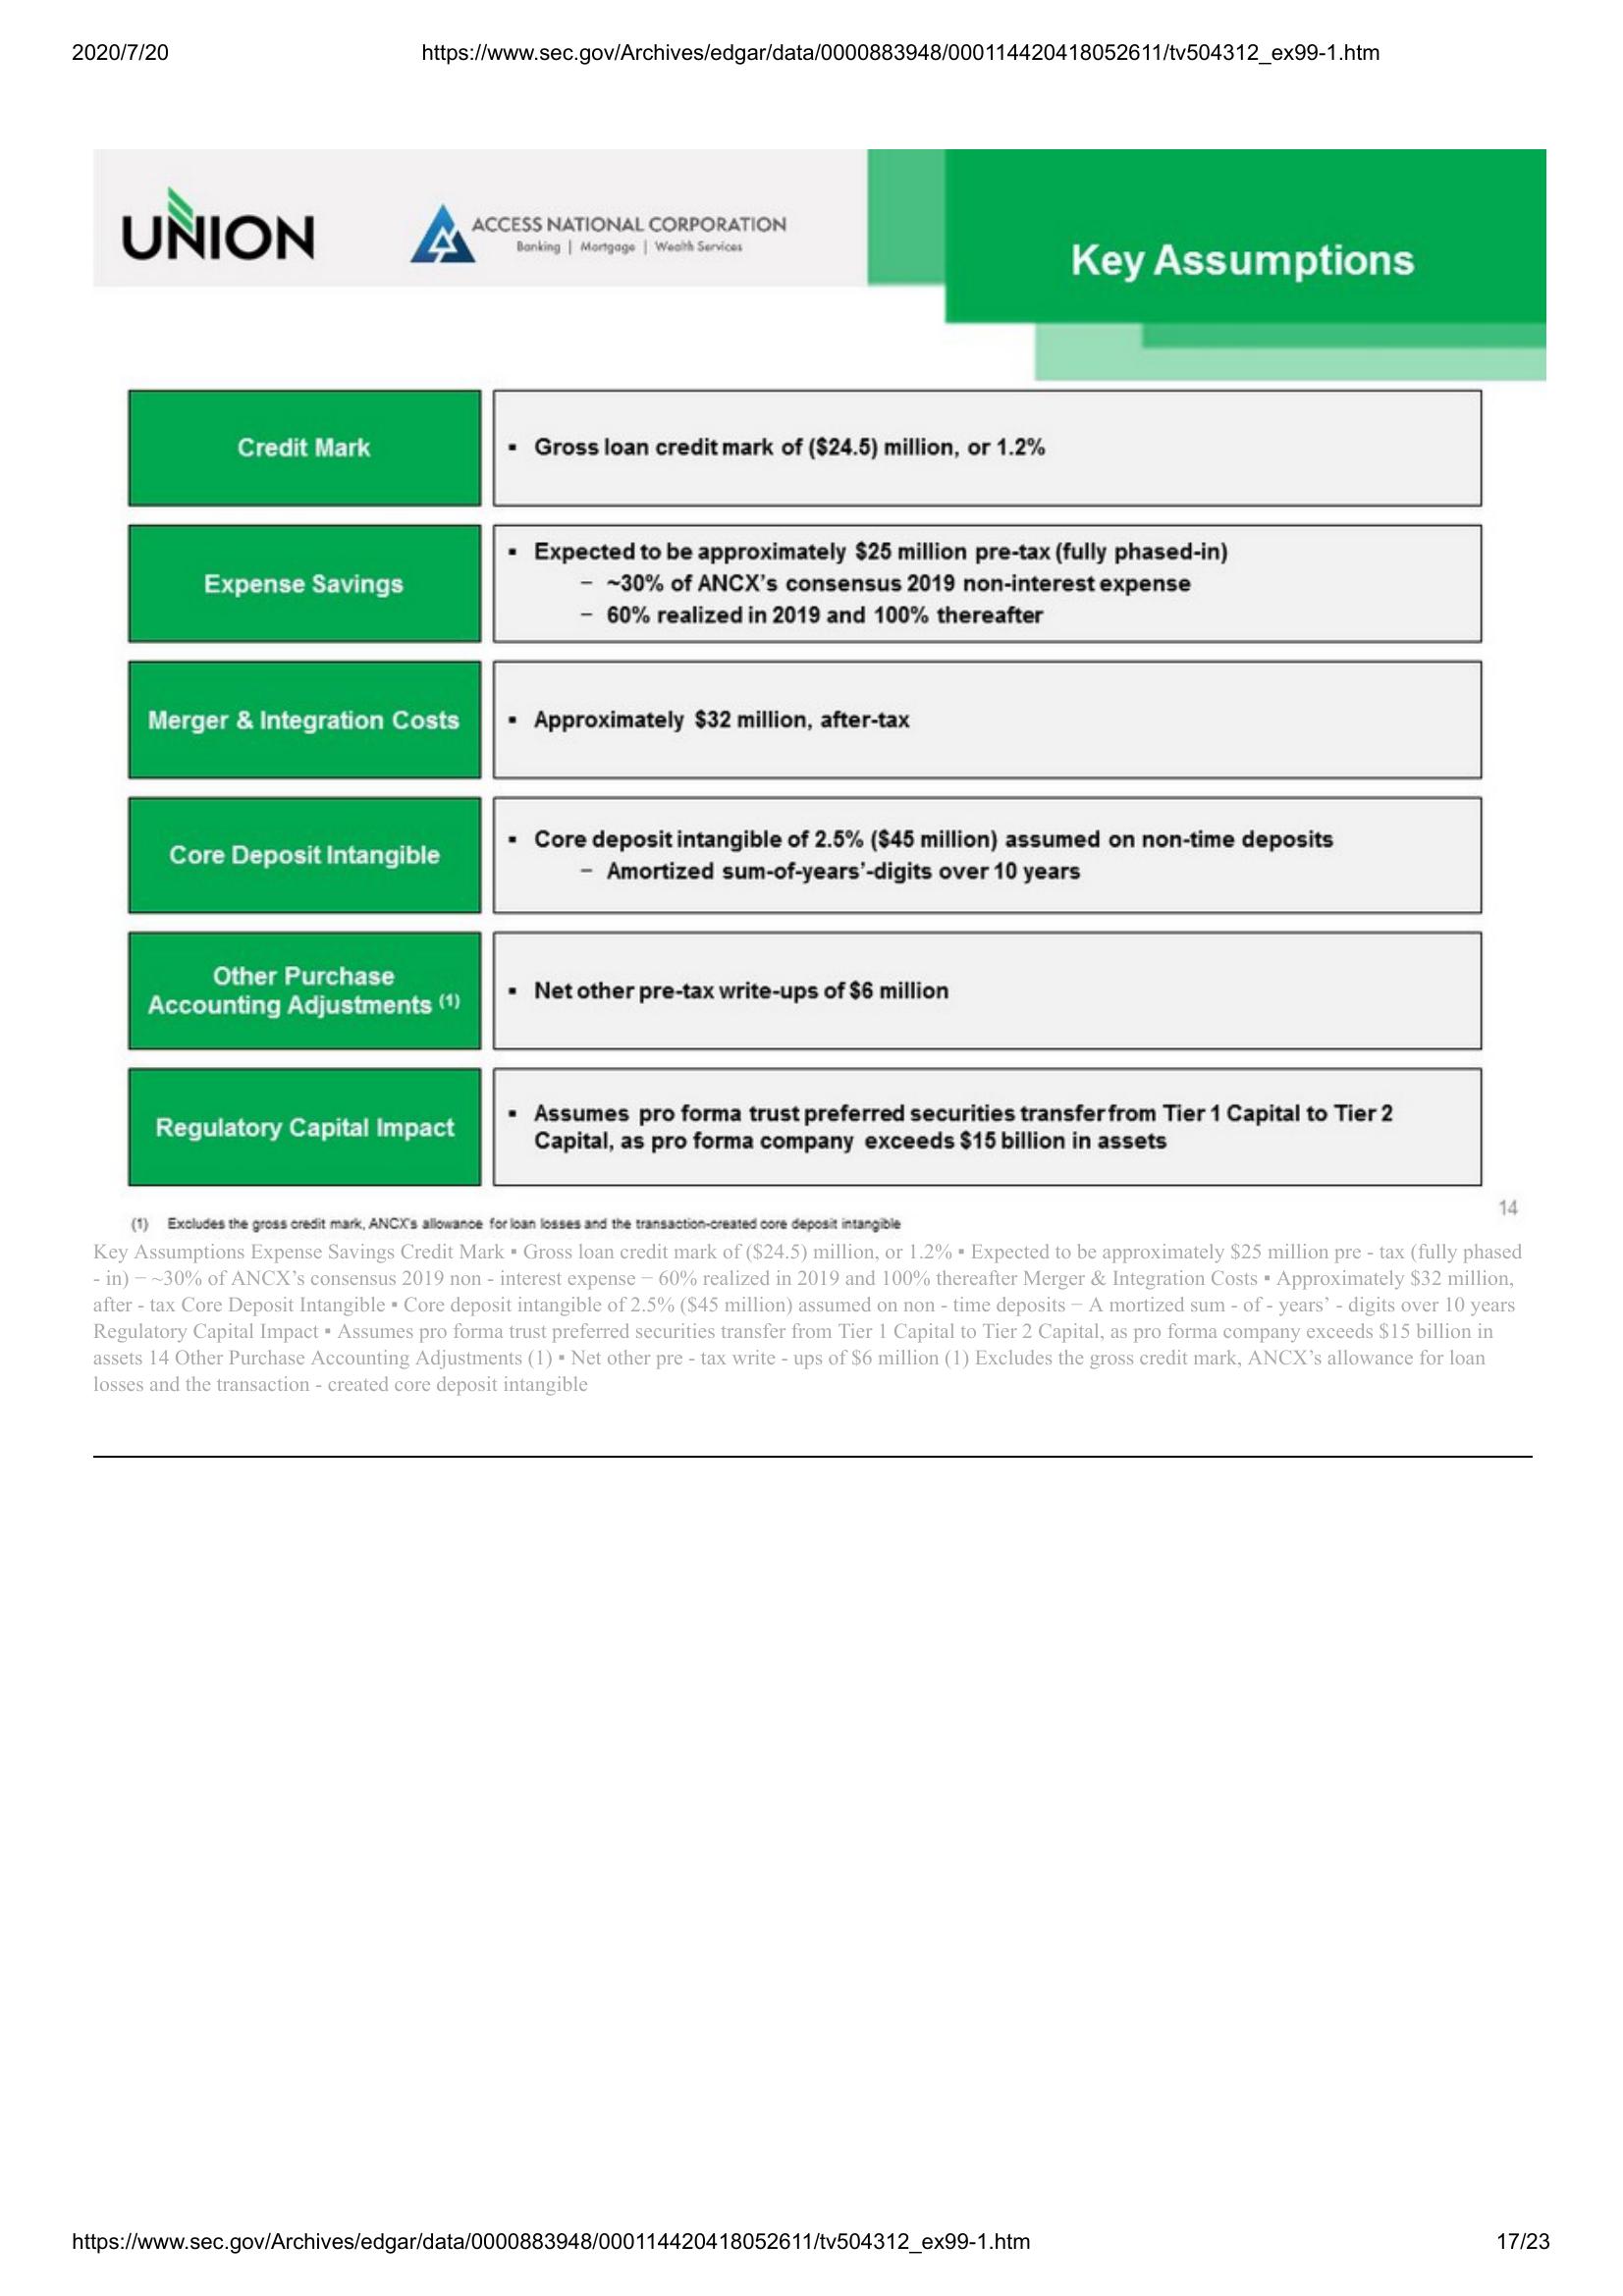 2020/7/20 https://www.sec.gov/Archives/edgar/data/0000883948/000114420418052611/tv504312_ex99-1.htm
UNION
ACCESS NATIONAL CORPORATION
Banking | Mortgage | Wealth Services
Key Assumptions
Credit Mark
▪ Gross loan credit mark of ($24.5) million, or 1.2%
Expense Savings
▪ Expected to be approximately $25 million pre-tax (fully phased-in)
− ~30% of ANCX’s consensus 2019 non-interest expense
− 60% realized in 2019 and 100% thereafter
Merger & Integration Costs
▪ Approximately $32 million, after-tax
Core Deposit Intangible
▪ Core deposit intangible of 2.5% ($45 million) assumed on non-time deposits
− Amortized sum-of-years’-digits over 10 years
Other Purchase
Accounting Adjustments (1)
▪ Net other pre-tax write-ups of $6 million
Regulatory Capital Impact
▪ Assumes pro forma trust preferred securities transfer from Tier 1 Capital to Tier 2
Capital, as pro forma company exceeds $15 billion in assets
14
(1) Excludes the gross credit mark, ANCX’s allowance for loan losses and the transaction-created core deposit intangible
Key Assumptions Expense Savings Credit Mark ▪ Gross loan credit mark of ($24.5) million, or 1.2% ▪ Expected to be approximately $25 million pre - tax (fully phased
- in) − ~30% of ANCX’s consensus 2019 non - interest expense − 60% realized in 2019 and 100% thereafter Merger & Integration Costs ▪ Approximately $32 million,
after - tax Core Deposit Intangible ▪ Core deposit intangible of 2.5% ($45 million) assumed on non - time deposits − A mortized sum - of - years’ - digits over 10 years
Regulatory Capital Impact ▪ Assumes pro forma trust preferred securities transfer from Tier 1 Capital to Tier 2 Capital, as pro forma company exceeds $15 billion in
assets 14 Other Purchase Accounting Adjustments (1) ▪ Net other pre - tax write - ups of $6 million (1) Excludes the gross credit mark, ANCX’s allowance for loan
losses and the transaction - created core deposit intangible
https://www.sec.gov/Archives/edgar/data/0000883948/000114420418052611/tv504312_ex99-1.htm 17/23